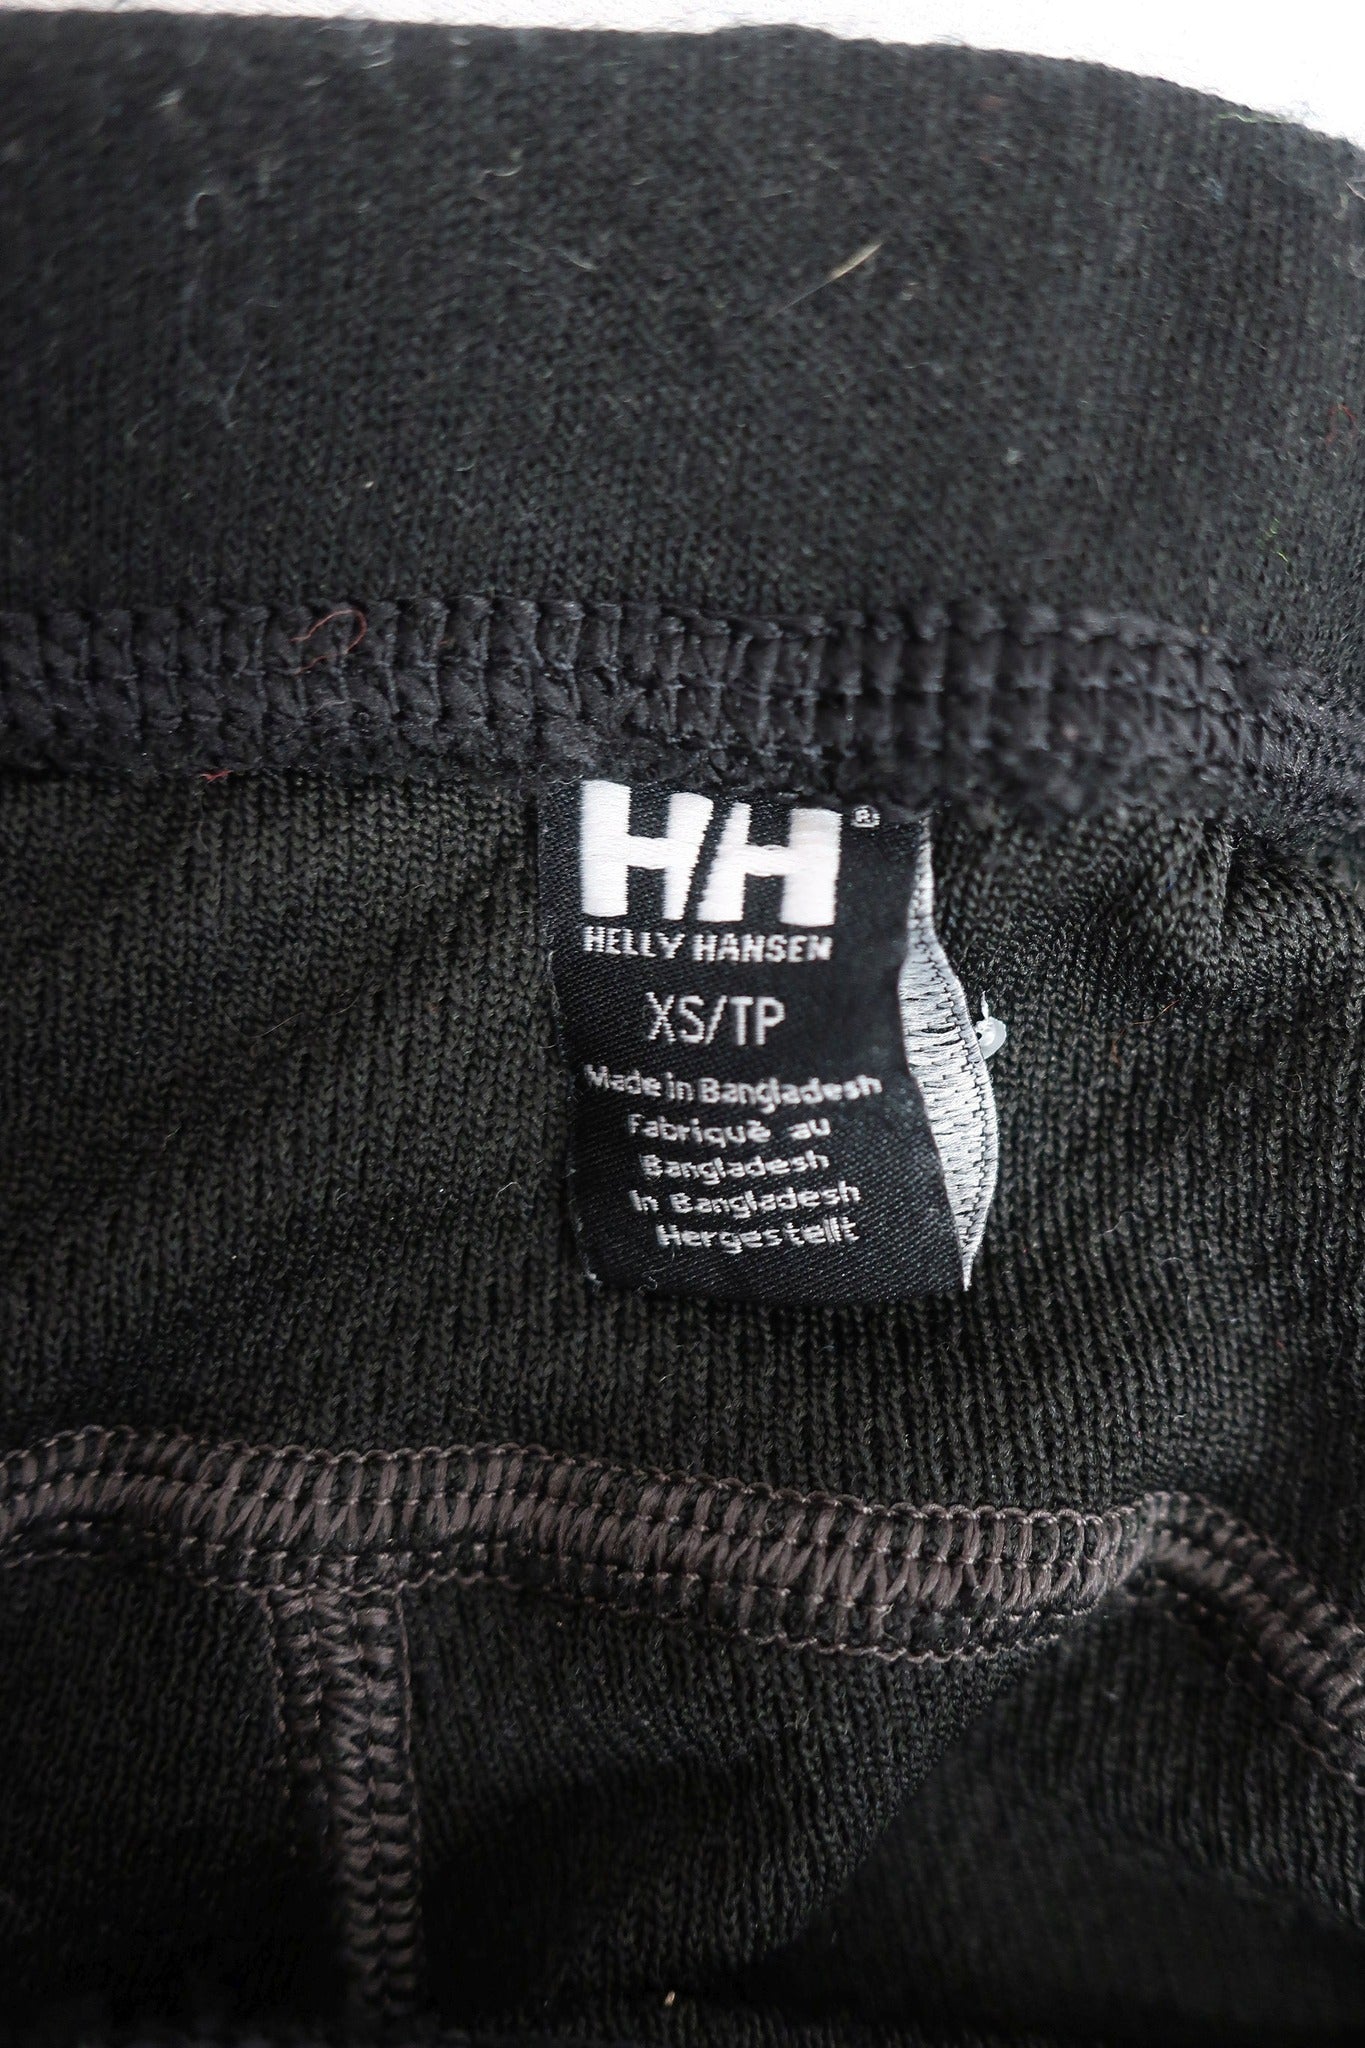 HH®
HELLY HANSEN
XS/TP
Made in Bangladesh
Fabriqué au
Bangladesh
In Bangladesh
Hergestellt